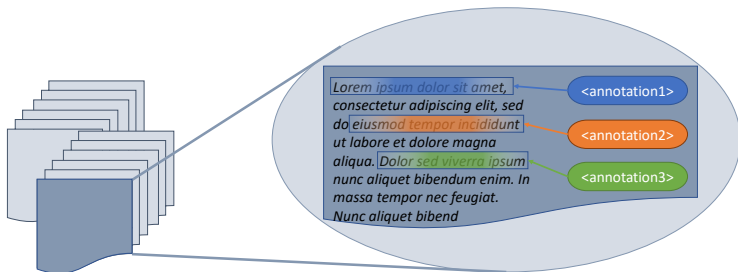 Lorem ipsum dolor sit amet,
<annotation1>
consectetur adipiscing elit, sed
do eiusmod tempor incididunt
<annotation2>
ut labore et dolore magna
aliqua. Dolor sed viverra ipsum
<annotation3>
nunc aliquet bibendum enim. In
massa tempor nec feugiat.
Nunc aliquet bibend